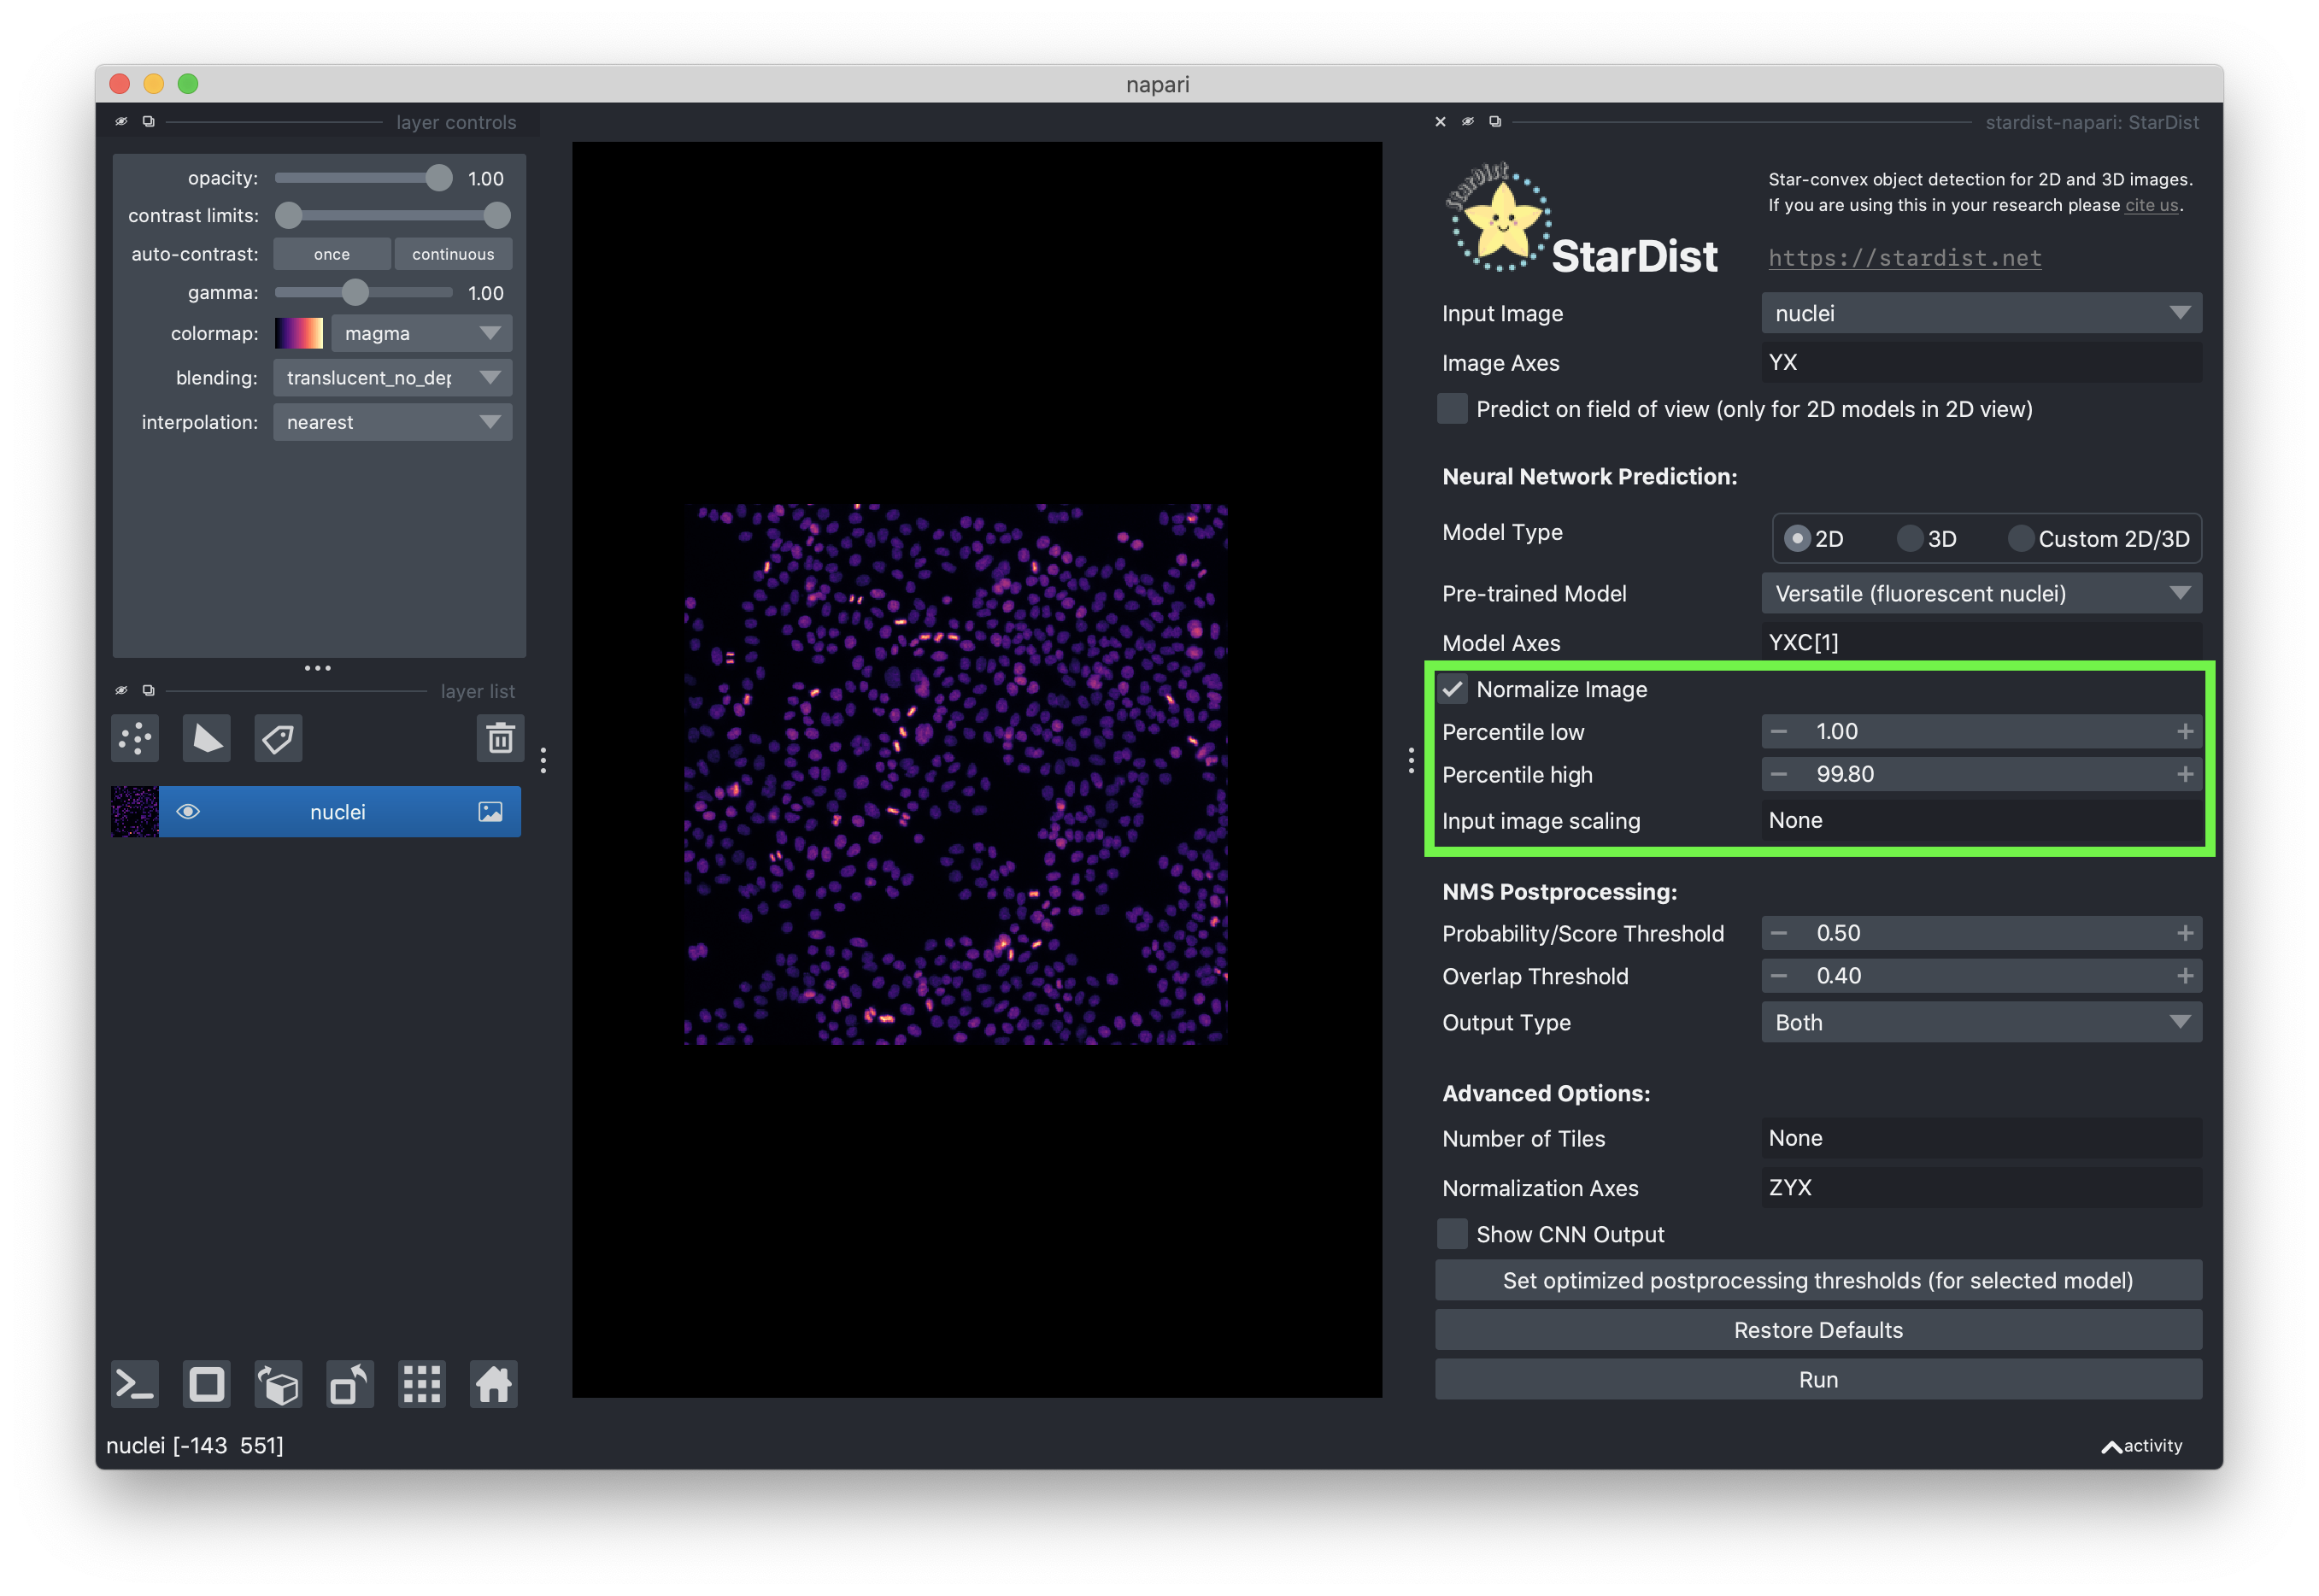 napari
layer controls
opacity: 1.00
contrast limits:
auto-contrast: once continuous
gamma: 1.00
colormap: magma
blending: translucent_no_dep
interpolation: nearest
layer list
nuclei
nuclei [-143 551]
stardist-napari: StarDist
StarDist
StarDist
Star-convex object detection for 2D and 3D images.
If you are using this in your research please cite us.
https://stardist.net
Input Image nuclei
Image Axes YX
Predict on field of view (only for 2D models in 2D view)
Neural Network Prediction:
Model Type 2D 3D Custom 2D/3D
Pre-trained Model Versatile (fluorescent nuclei)
Model Axes YXC[1]
Normalize Image
Percentile low 1.00
Percentile high 99.80
Input image scaling None
NMS Postprocessing:
Probability/Score Threshold 0.50
Overlap Threshold 0.40
Output Type Both
Advanced Options:
Number of Tiles None
Normalization Axes ZYX
Show CNN Output
Set optimized postprocessing thresholds (for selected model)
Restore Defaults
Run
activity